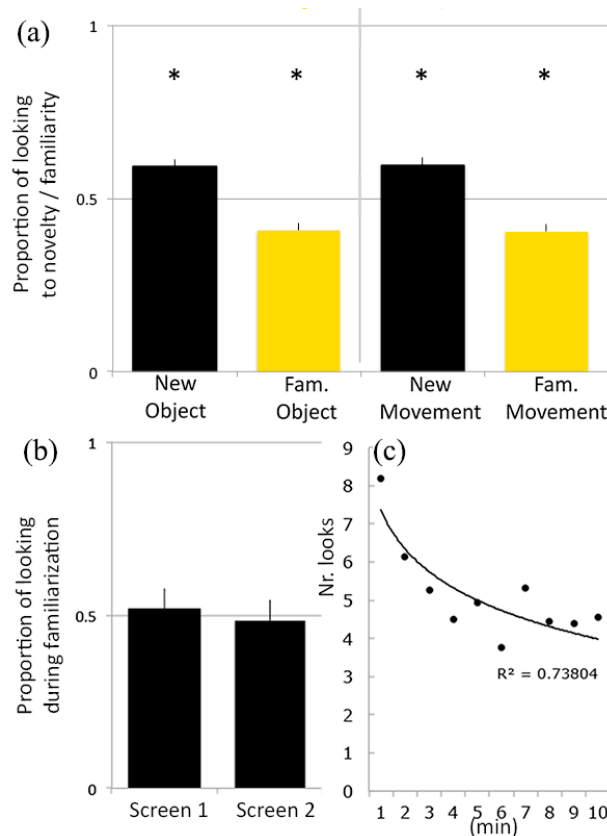 (a)
Proportion of looking
to novelty / familiarity
1
0.5
0
* * * *
New
Object
Fam.
Object
New
Movement
Fam.
Movement
(b)
Proportion of looking
during familiarization
1
0.5
0
Screen 1 Screen 2
(c)
Nr. looks
9
8
7
6
5
4
3
2
1
0
R² = 0.73804
1 2 3 4 5 6 7 8 9 10
(min)